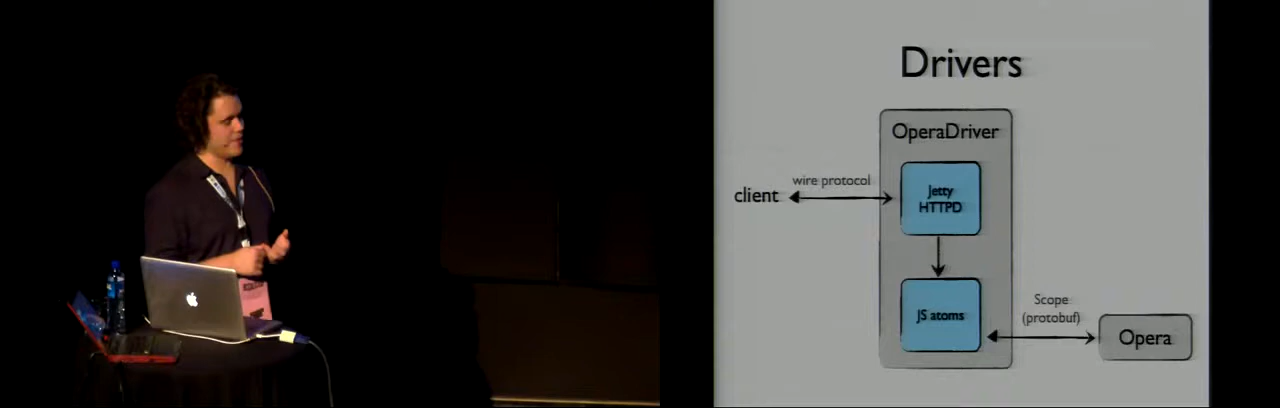 Drivers
OperaDriver
wire protocol
client
Jetty
HTTPD
JS atoms
Scope
(protobuf)
Opera